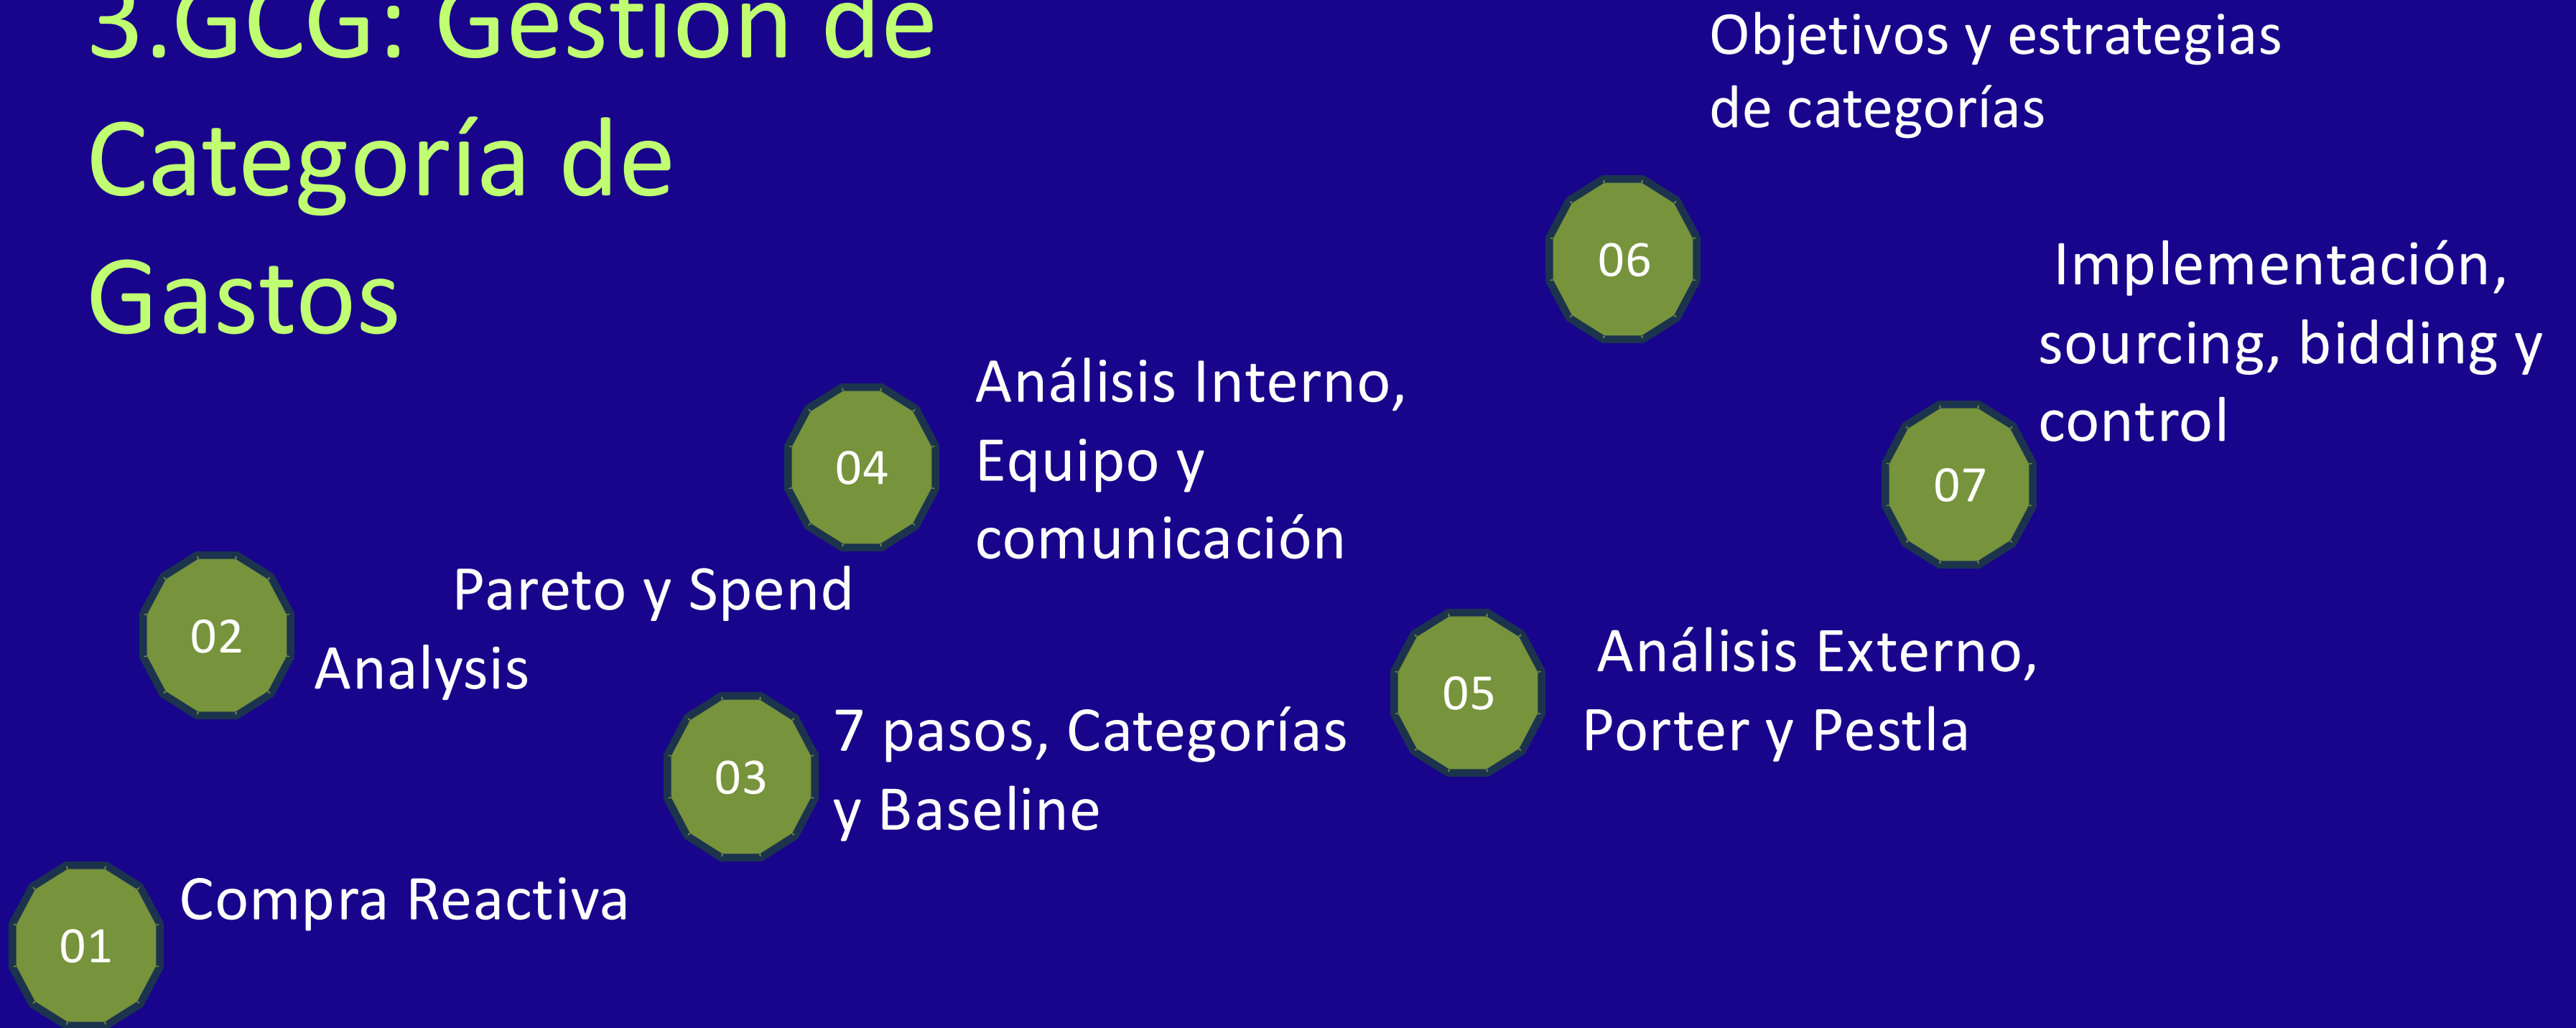 3.GCG: Gestión de
Categoría de
Gastos
01
Compra Reactiva
02
Pareto y Spend
Analysis
03
7 pasos, Categorías
y Baseline
04
Análisis Interno,
Equipo y
comunicación
05
Análisis Externo,
Porter y Pestla
06
Objetivos y estrategias
de categorías
07
Implementación,
sourcing, bidding y
control